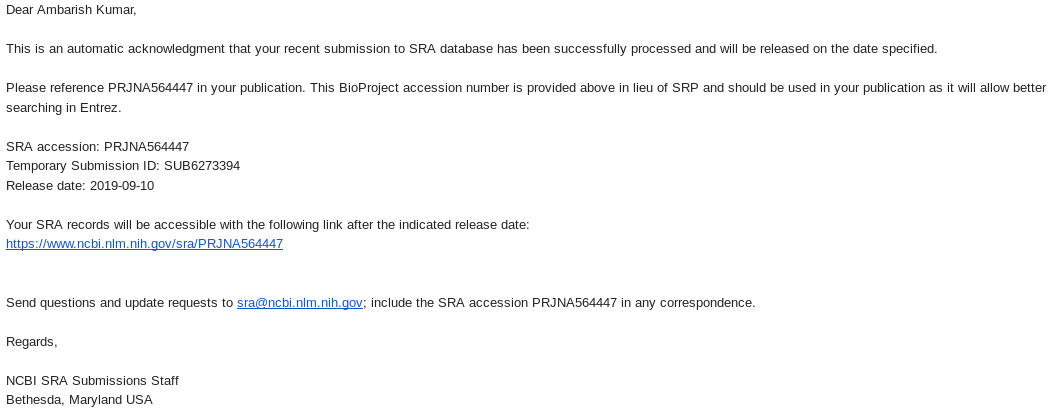 Dear Ambarish Kumar,
This is an automatic acknowledgment that your recent submission to SRA database has been successfully processed and will be released on the date specified.
Please reference PRJNA564447 in your publication. This BioProject accession number is provided above in lieu of SRP and should be used in your publication as it will allow better
searching in Entrez.
SRA accession: PRJNA564447
Temporary Submission ID: SUB6273394
Release date: 2019-09-10
Your SRA records will be accessible with the following link after the indicated release date:
https://www.ncbi.nlm.nih.gov/sra/PRJNA564447
Send questions and update requests to sra@ncbi.nlm.nih.gov; include the SRA accession PRJNA564447 in any correspondence.
Regards,
NCBI SRA Submissions Staff
Bethesda, Maryland USA